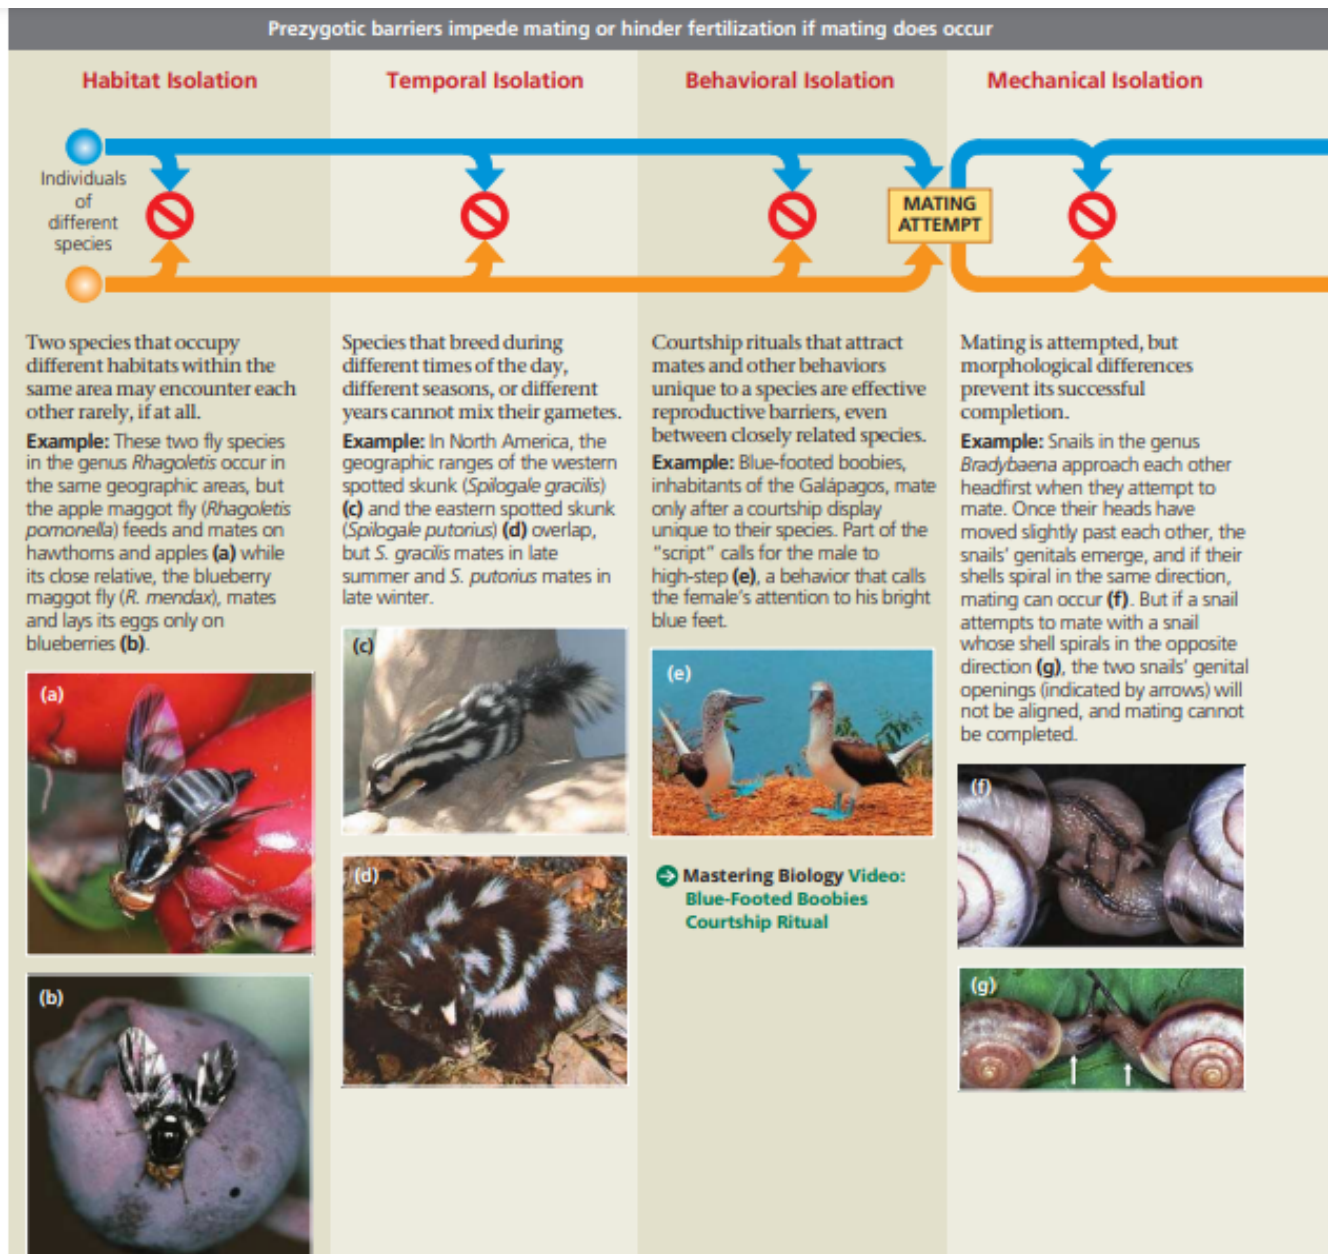 Prezygotic barriers impede mating or hinder fertilization if mating does occur
Habitat Isolation
Temporal Isolation
Behavioral Isolation
Mechanical Isolation
Individuals
of
different
species
MATING
ATTEMPT
Two species that occupy
different habitats within the
same area may encounter each
other rarely, if at all.
Example: These two fly species
in the genus Rhagoletis occur in
the same geographic areas, but
the apple maggot fly (Rhagoletis
pomonella) feeds and mates on
hawthorns and apples (a) while
its close relative, the blueberry
maggot fly (R. mendax), mates
and lays its eggs only on
blueberries (b).
(a)
(b)
Species that breed during
different times of the day,
different seasons, or different
years cannot mix their gametes.
Example: In North America, the
geographic ranges of the western
spotted skunk (Spilogale gracilis)
(c) and the eastern spotted skunk
(Spilogale putorius) (d) overlap,
but S. gracilis mates in late
summer and S. putorius mates in
late winter.
(c)
(d)
Courtship rituals that attract
mates and other behaviors
unique to a species are effective
reproductive barriers, even
between closely related species.
Example: Blue-footed boobies,
inhabitants of the Galápagos, mate
only after a courtship display
unique to their species. Part of the
"script" calls for the male to
high-step (e), a behavior that calls
the female's attention to his bright
blue feet.
(e)
Mastering Biology Video:
Blue-Footed Boobies
Courtship Ritual
Mating is attempted, but
morphological differences
prevent its successful
completion.
Example: Snails in the genus
Bradybaena approach each other
headfirst when they attempt to
mate. Once their heads have
moved slightly past each other, the
snails' genitals emerge, and if their
shells spiral in the same direction,
mating can occur (f). But if a snail
attempts to mate with a snail
whose shell spirals in the opposite
direction (g), the two snails' genital
openings (indicated by arrows) will
not be aligned, and mating cannot
be completed.
(f)
(g)